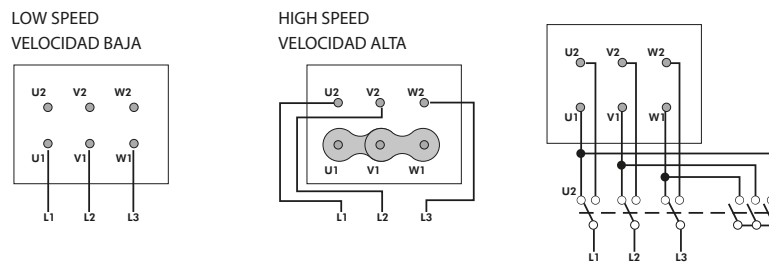 LOW SPEED
VELOCIDAD BAJA
U2 V2 W2
U1 V1 W1
L1 L2 L3
HIGH SPEED
VELOCIDAD ALTA
U2 V2 W2
U1 V1 W1
L1 L2 L3
U2 V2 W2
U1 V1 W1
U2
L1 L2 L3